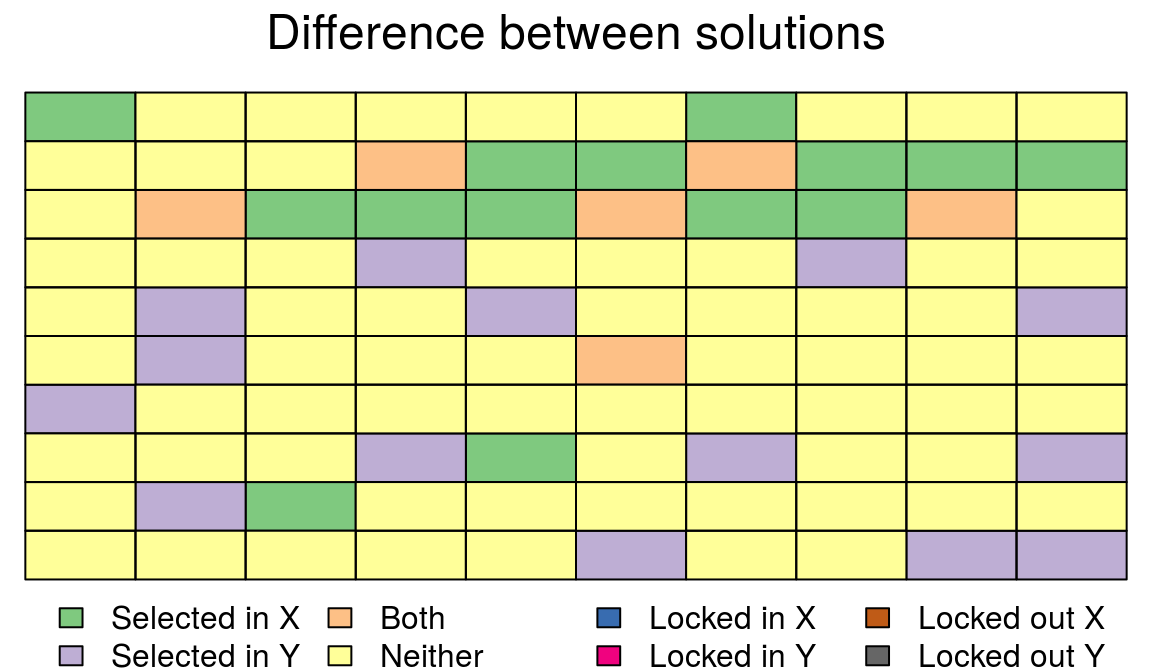 Difference between solutions
Selected in X Both Locked in X Locked out X
Selected in Y Neither Locked in Y Locked out Y